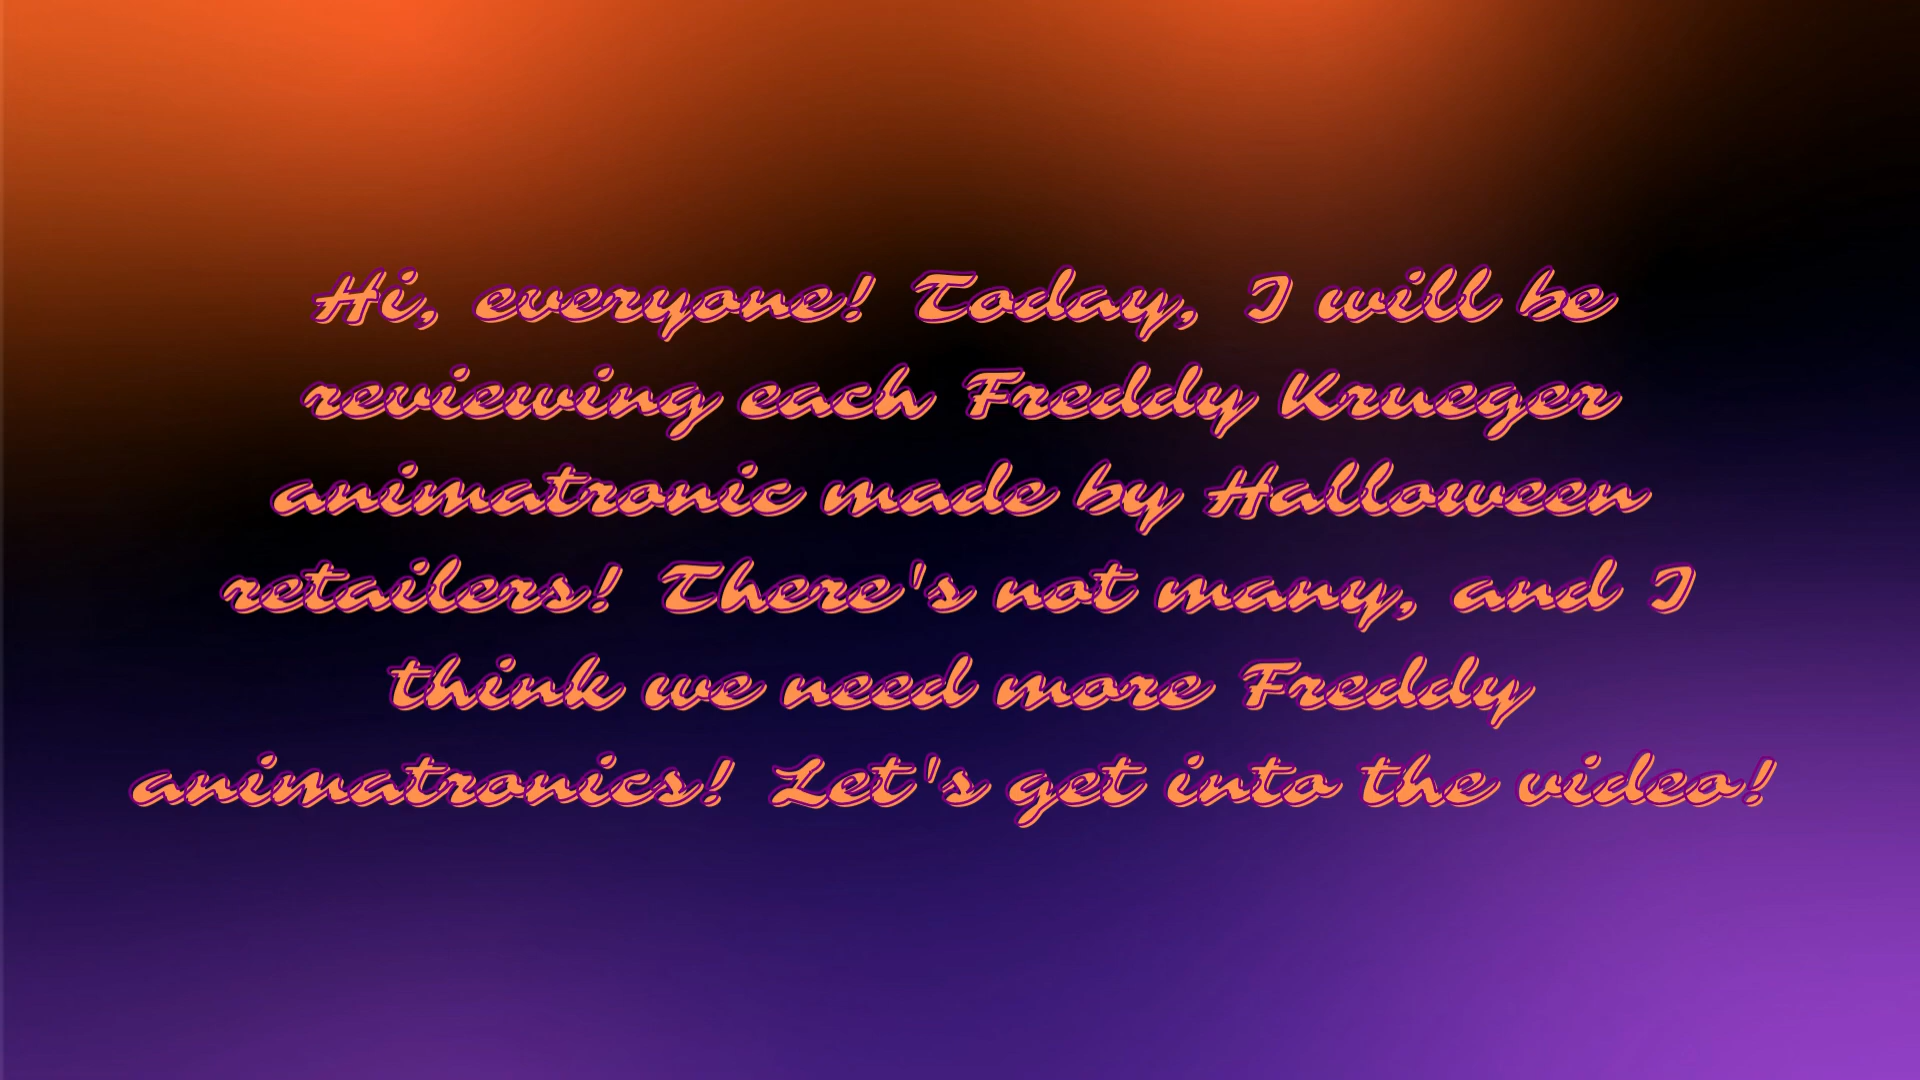 Hi, everyone! Today, I will be
reviewing each Freddy Krueger
animatronic made by Halloween
retailers! There's not many, and I
think we need more Freddy
animatronics! Let's get into the video!